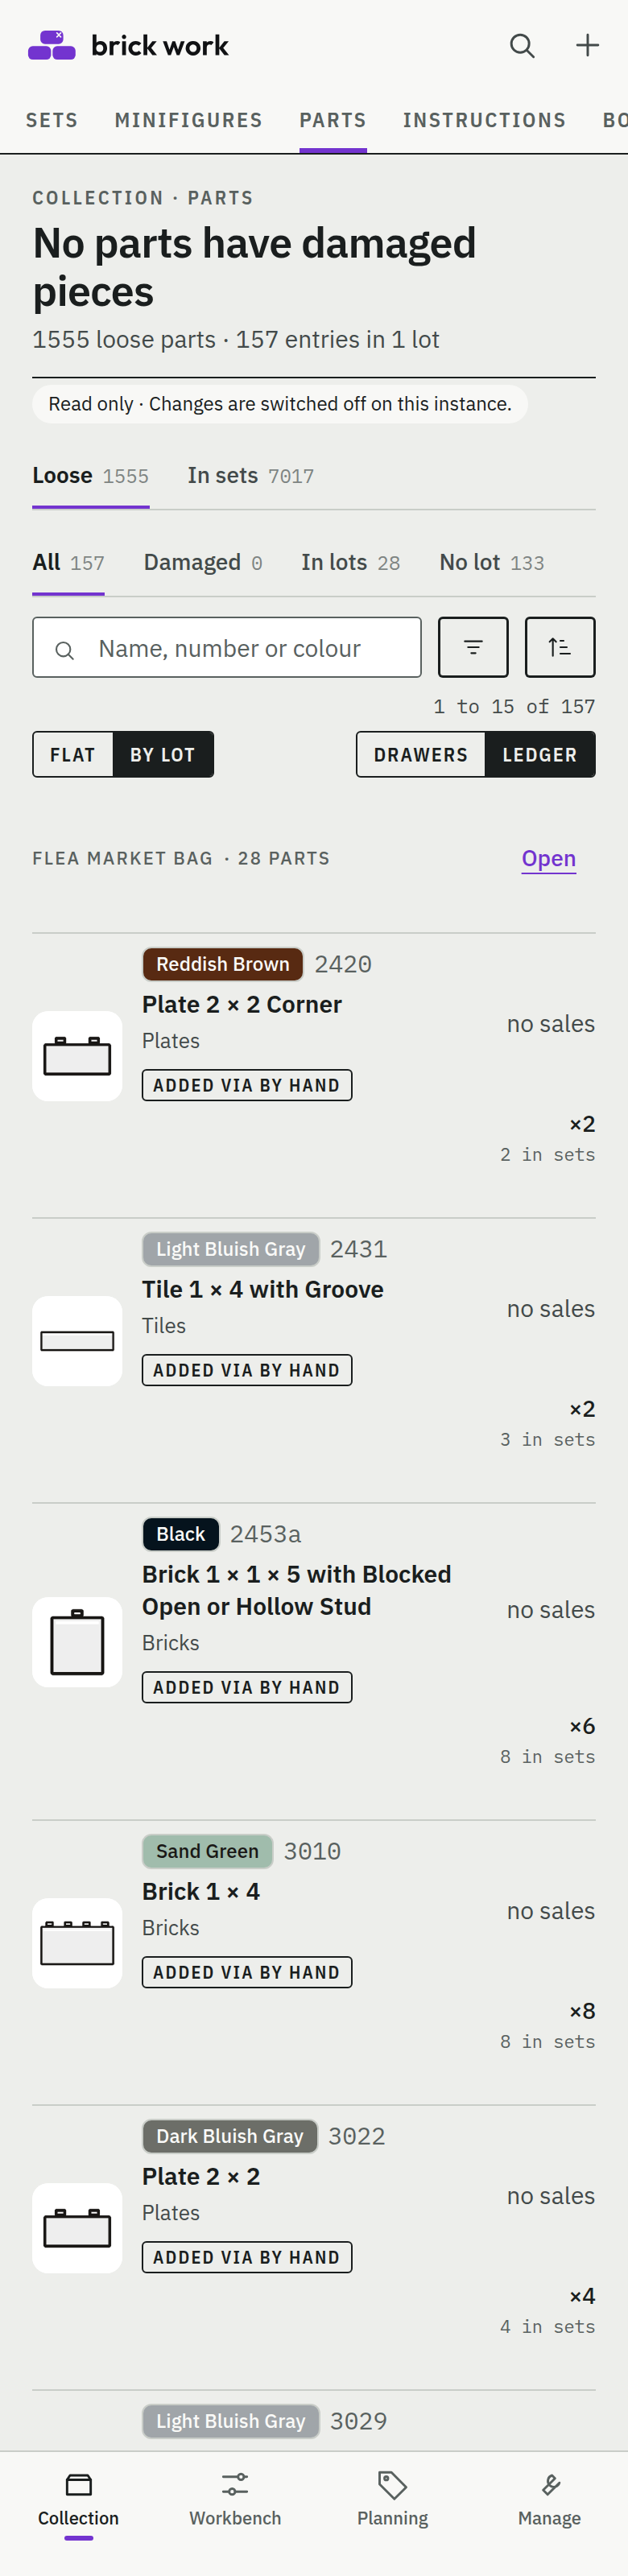 brick work
SETS MINIFIGURES PARTS INSTRUCTIONS BO
COLLECTION · PARTS
No parts have damaged
pieces
1555 loose parts · 157 entries in 1 lot
Read only · Changes are switched off on this instance.
Loose 1555 In sets 7017
All 157 Damaged 0 In lots 28 No lot 133
Name, number or colour
1 to 15 of 157
FLAT BY LOT DRAWERS LEDGER
FLEA MARKET BAG · 28 PARTS Open
Reddish Brown 2420
Plate 2 × 2 Corner
no sales
Plates
ADDED VIA BY HAND
×2
2 in sets
Light Bluish Gray 2431
Tile 1 × 4 with Groove
no sales
Tiles
ADDED VIA BY HAND
×2
3 in sets
Black 2453a
Brick 1 × 1 × 5 with Blocked
Open or Hollow Stud
no sales
Bricks
ADDED VIA BY HAND
×6
8 in sets
Sand Green 3010
Brick 1 × 4
no sales
Bricks
ADDED VIA BY HAND
×8
8 in sets
Dark Bluish Gray 3022
Plate 2 × 2
no sales
Plates
ADDED VIA BY HAND
×4
4 in sets
Light Bluish Gray 3029
Collection Workbench Planning Manage